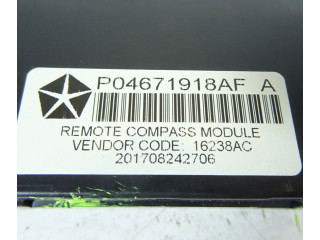 P04671918AF A
REMOTE COMPASS MODULE
VENDOR CODE: 16238AC
201708242706